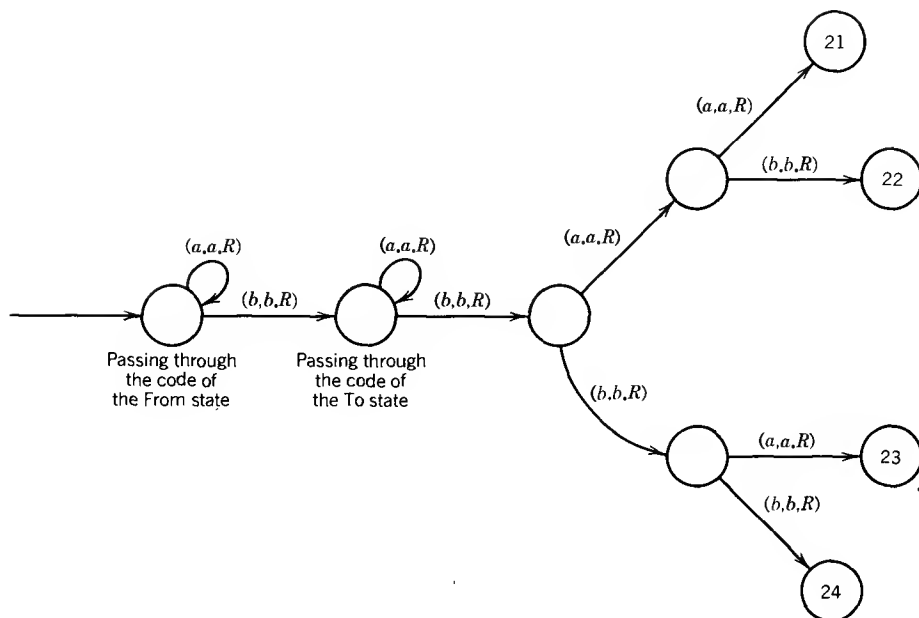 21
(a,a,R)
(b,b,R)
22
(a,a,R)
(a,a,R)
(a,a,R)
(b,b,R)
(b,b,R)
Passing through
the code of
the From state
Passing through
the code of
the To state
(b,b,R)
(a,a,R)
23
(b,b,R)
24